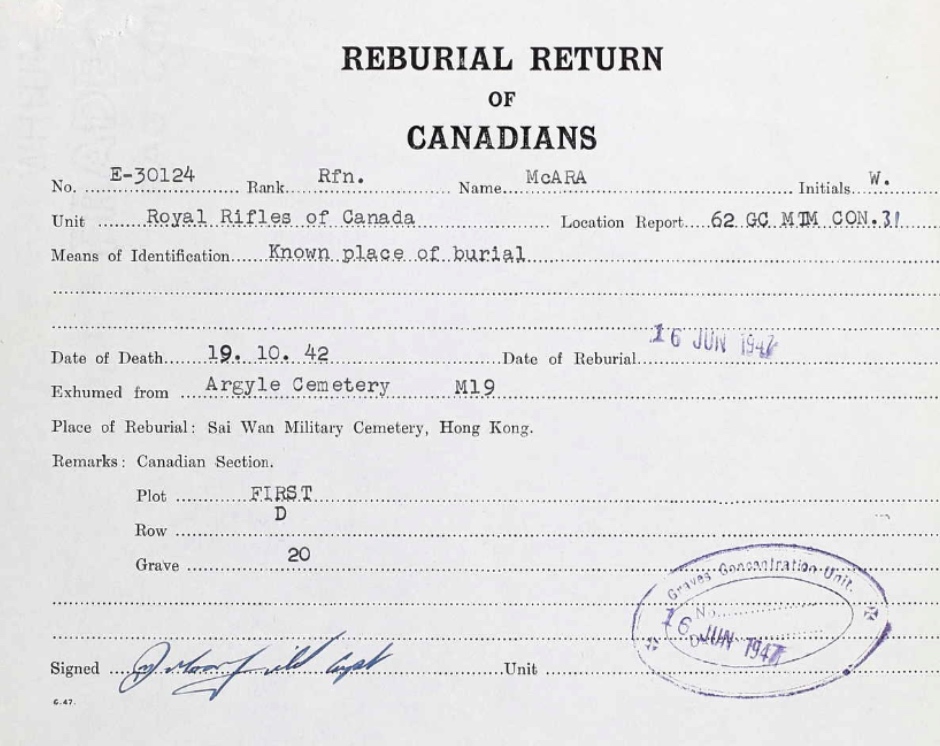 REBURIAL RETURN
OF
CANADIANS
No. E-30124 Rank Rfn. Name McARA Initials W.
Unit Royal Rifles of Canada Location Report 62 GC MIM CON.31
Means of Identification Known place of burial
Date of Death 19. 10. 42 Date of Reburial 16 JUN 1947
Exhumed from Argyle Cemetery M19
Place of Reburial: Sai Wan Military Cemetery, Hong Kong.
Remarks: Canadian Section.
Plot FIRST
Row D
Grave 20
Graves Concentration Unit.
No.
16 JUN 1947
Signed Unit
G.47.